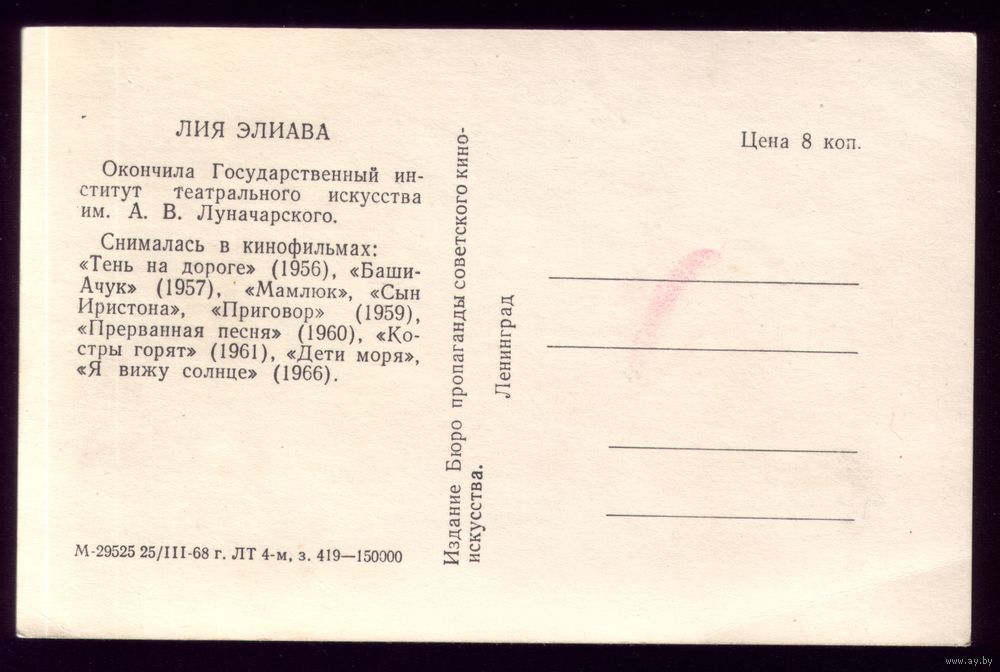 ЛИЯ ЭЛИАВА
Окончила Государственный ин-
ститут театрального искусства
им. А. В. Луначарского.
Снималась в кинофильмах:
«Тень на дороге» (1956), «Баши-
Ачук» (1957), «Мамлюк», «Сын
Иристона», «Приговор» (1959),
«Прерванная песня» (1960), «Ко-
стры горят» (1961), «Дети моря»,
«Я вижу солнце» (1966).
М-29525 25/III-68 г. ЛТ 4-м, з. 419—150000
Издание Бюро пропаганды советского кино-
искусства.
Ленинград
Цена 8 коп.
www.ay.by